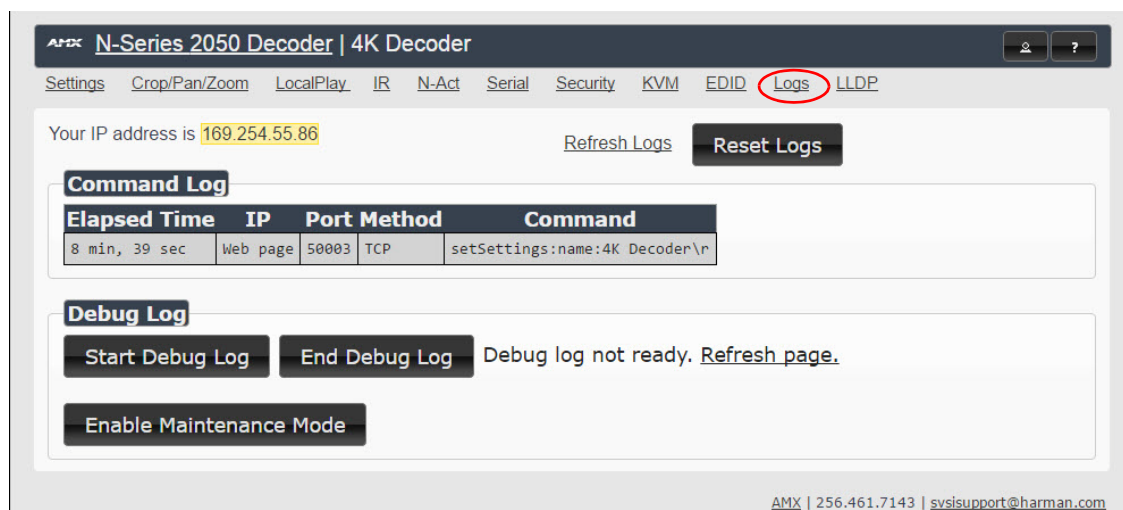 AMX N-Series 2050 Decoder | 4K Decoder ?
Settings Crop/Pan/Zoom LocalPlay IR N-Act Serial Security KVM EDID Logs LLDP
Your IP address is 169.254.55.86 Refresh Logs Reset Logs
Command Log
Elapsed Time IP Port Method Command
8 min, 39 sec Web page 50003 TCP setSettings:name:4K Decoder\r
Debug Log
Start Debug Log End Debug Log Debug log not ready. Refresh page.
Enable Maintenance Mode
AMX | 256.461.7143 | svsisupport@harman.com